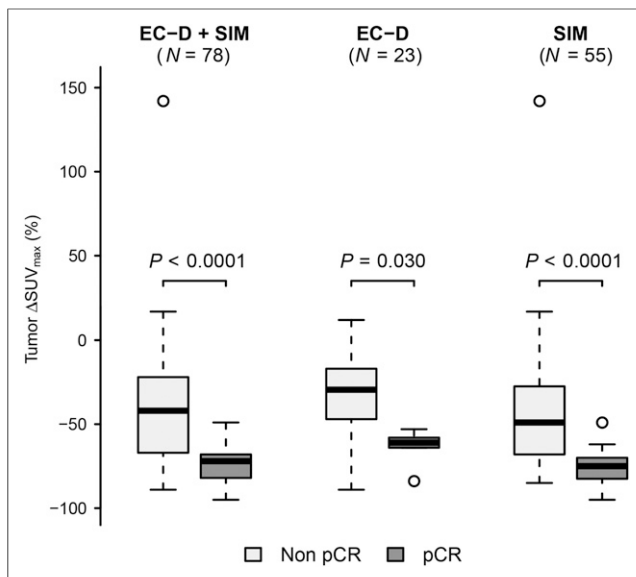 EC−D + SIM EC−D SIM
(N = 78) (N = 23) (N = 55)
150
100
50
0
−50
−100
Tumor ΔSUVmax (%)
P < 0.0001 P = 0.030 P < 0.0001
Non pCR pCR